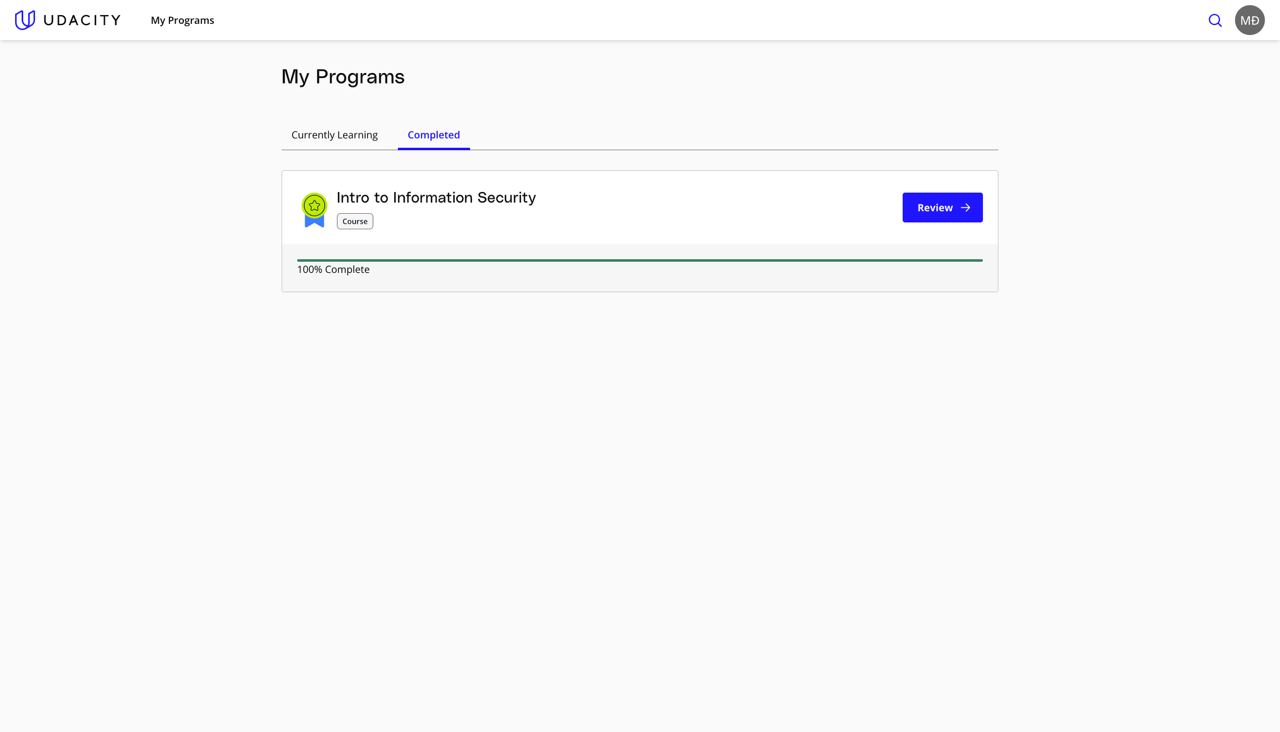 UDACITY
My Programs
MĐ
My Programs
Currently Learning
Completed
Intro to Information Security
Course
Review
100% Complete